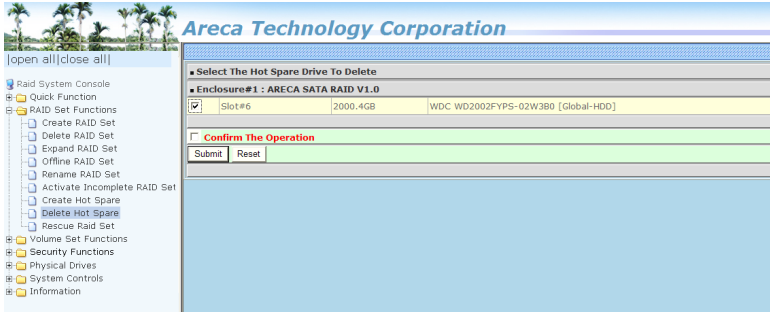 Areca Technology Corporation
|open all|close all|
Raid System Console
Quick Function
RAID Set Functions
Create RAID Set
Delete RAID Set
Expand RAID Set
Offline RAID Set
Rename RAID Set
Activate Incomplete RAID Set
Create Hot Spare
Delete Hot Spare
Rescue Raid Set
Volume Set Functions
Security Functions
Physical Drives
System Controls
Information
Select The Hot Spare Drive To Delete
Enclosure#1 : ARECA SATA RAID V1.0
Slot#6 2000.4GB WDC WD2002FYPS-02W3B0 [Global-HDD]
Confirm The Operation
Submit Reset